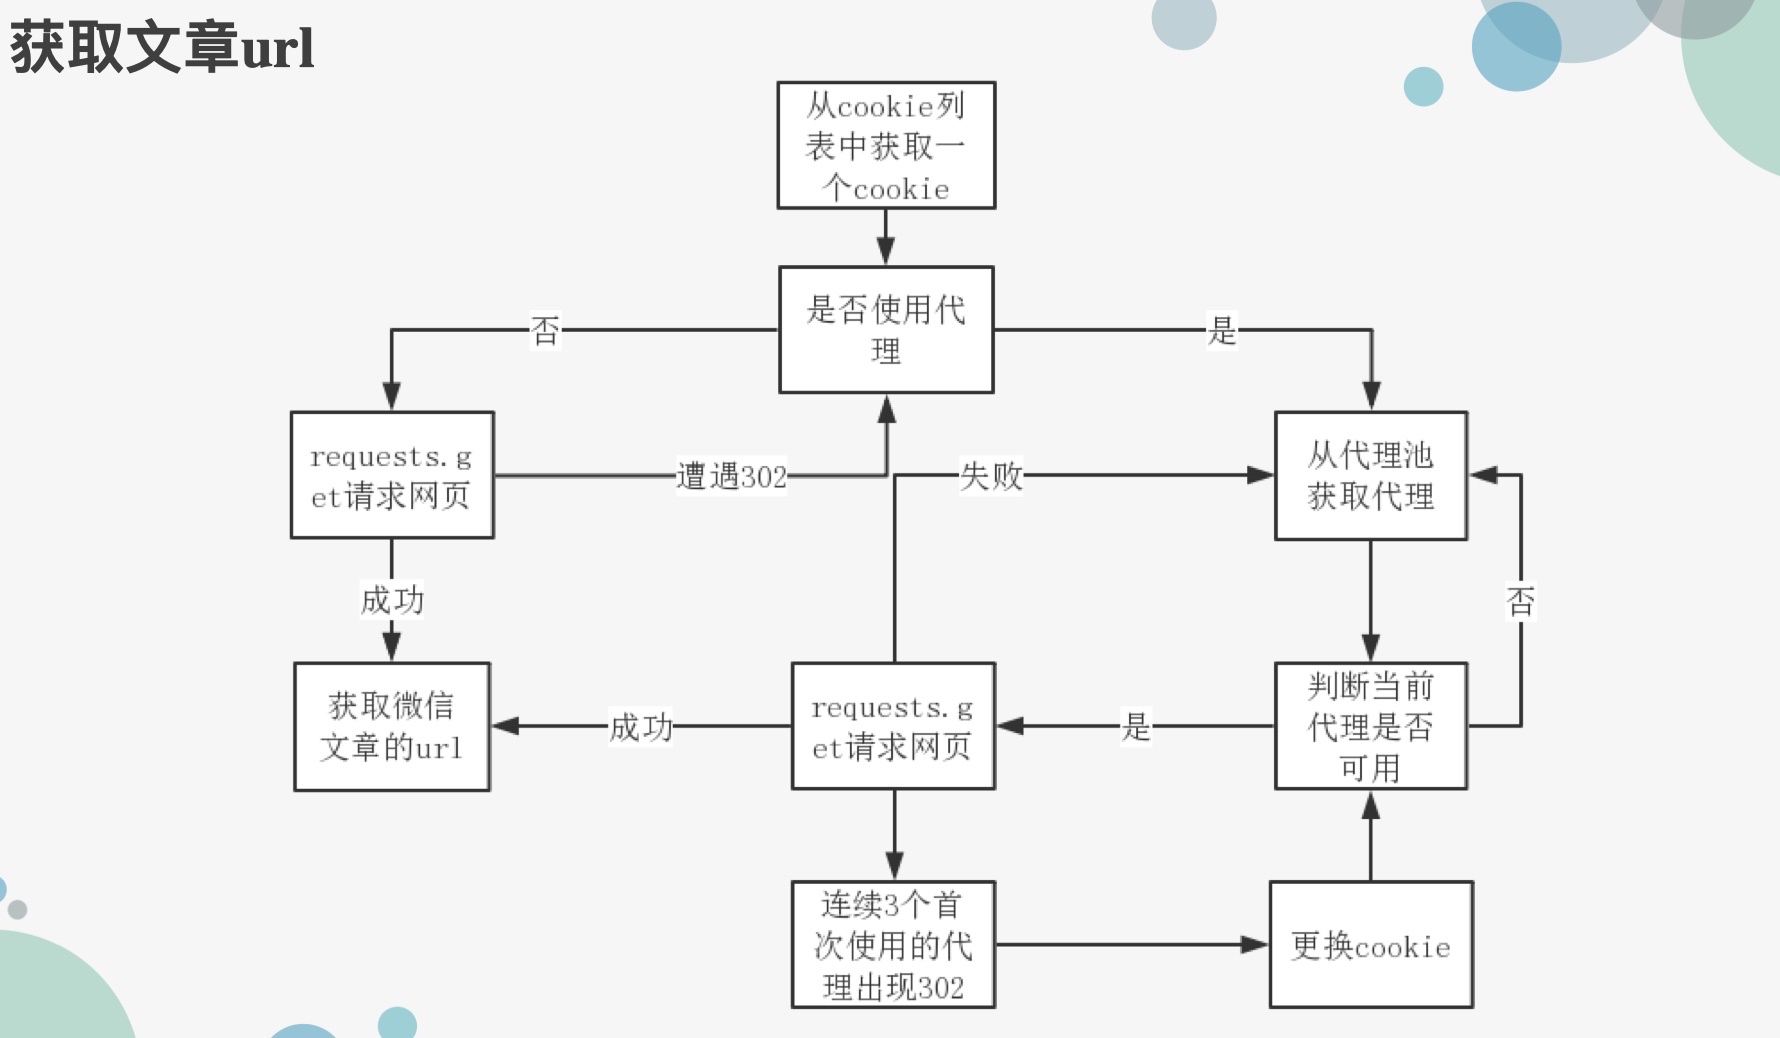 获取文章url
从cookie列
表中获取一
个cookie
是否使用代
理
否
是
requests.g
et请求网页
遭遇302
失败
从代理池
获取代理
成功
否
获取微信
文章的url
成功
requests.g
et请求网页
是
判断当前
代理是否
可用
连续3个首
次使用的代
理出现302
更换cookie